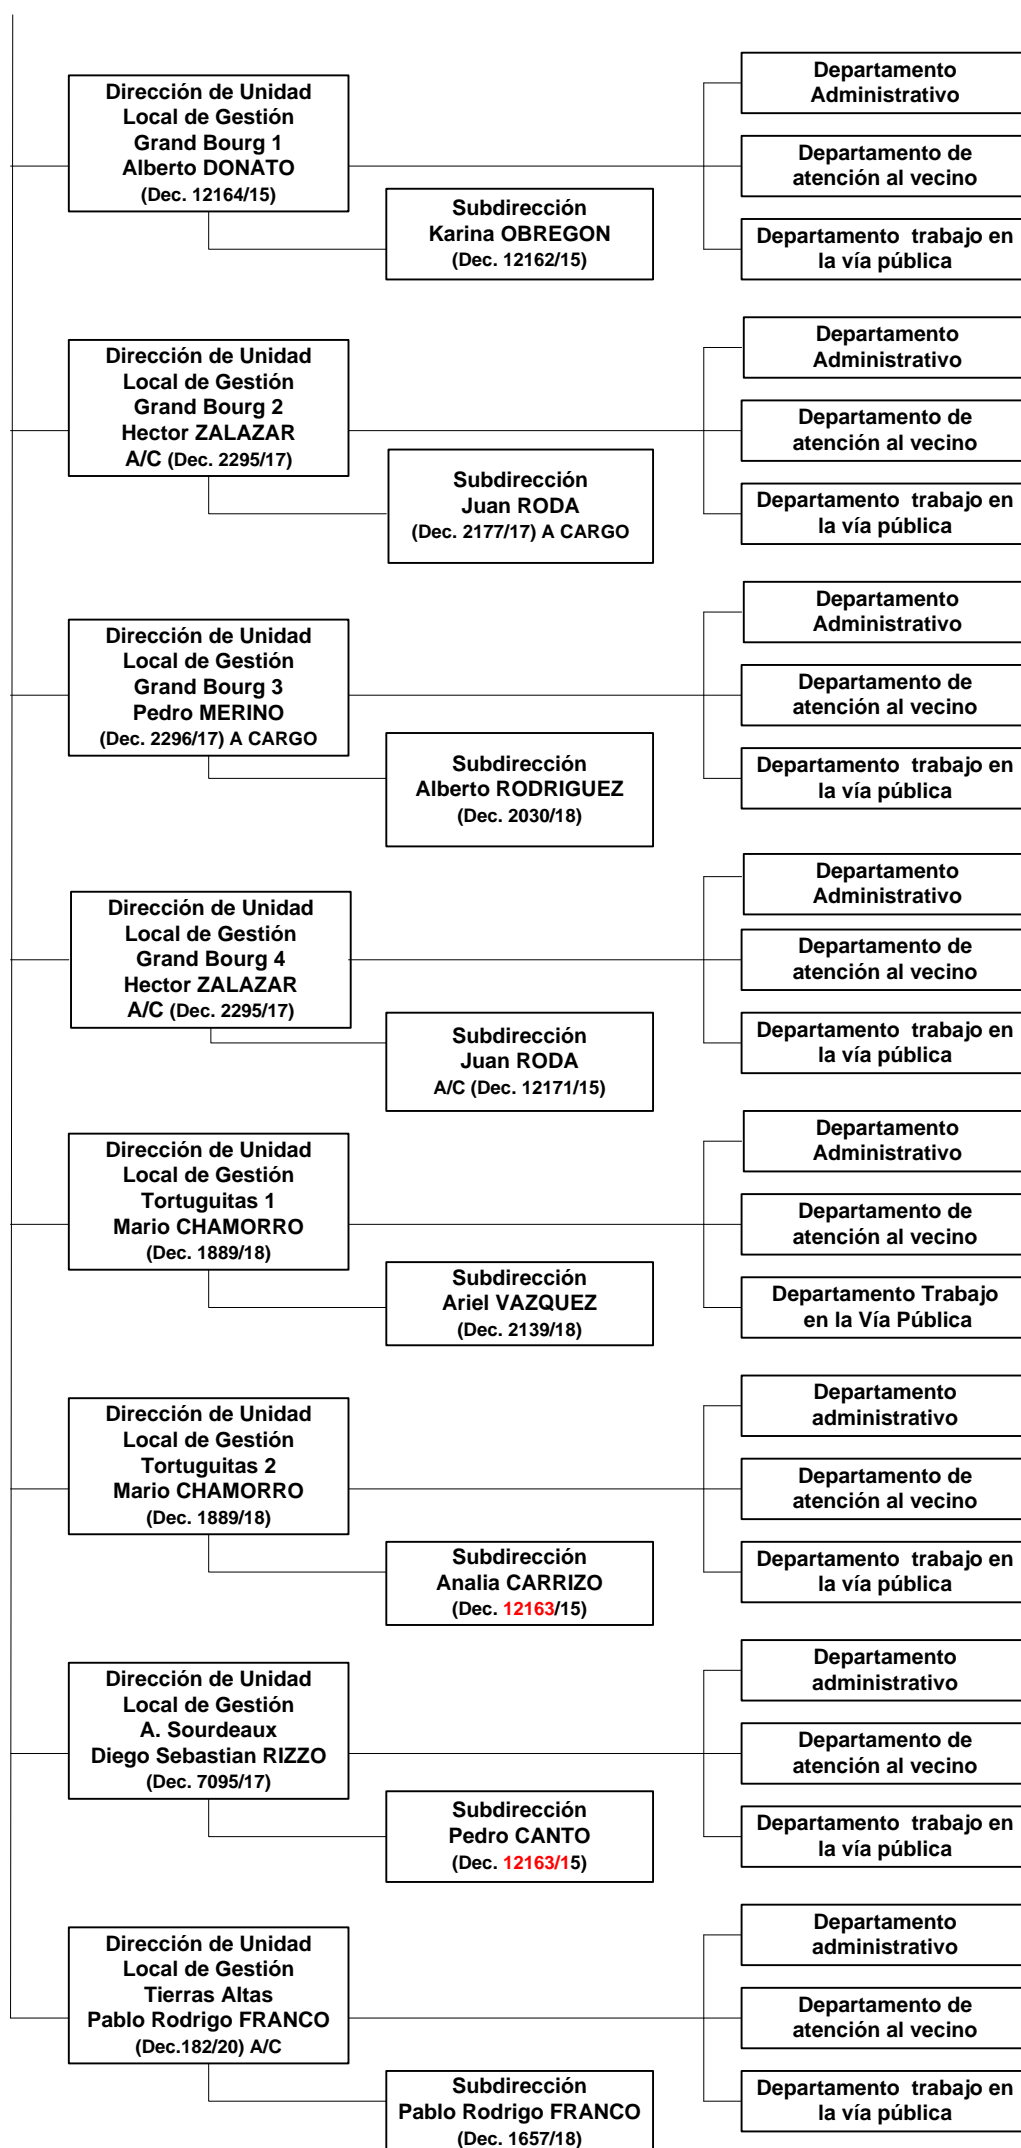 Dirección de Unidad
Local de Gestión
Grand Bourg 1
Alberto DONATO
(Dec. 12164/15)
Subdirección
Karina OBREGON
(Dec. 12162/15)
Departamento
Administrativo
Departamento de
atención al vecino
Departamento trabajo en
la vía pública
Dirección de Unidad
Local de Gestión
Grand Bourg 2
Hector ZALAZAR
A/C (Dec. 2295/17)
Subdirección
Juan RODA
(Dec. 2177/17) A CARGO
Departamento
Administrativo
Departamento de
atención al vecino
Departamento trabajo en
la vía pública
Dirección de Unidad
Local de Gestión
Grand Bourg 3
Pedro MERINO
(Dec. 2296/17) A CARGO
Subdirección
Alberto RODRIGUEZ
(Dec. 2030/18)
Departamento
Administrativo
Departamento de
atención al vecino
Departamento trabajo en
la vía pública
Dirección de Unidad
Local de Gestión
Grand Bourg 4
Hector ZALAZAR
A/C (Dec. 2295/17)
Subdirección
Juan RODA
A/C (Dec. 12171/15)
Departamento
Administrativo
Departamento de
atención al vecino
Departamento trabajo en
la vía pública
Dirección de Unidad
Local de Gestión
Tortuguitas 1
Mario CHAMORRO
(Dec. 1889/18)
Subdirección
Ariel VAZQUEZ
(Dec. 2139/18)
Departamento
Administrativo
Departamento de
atención al vecino
Departamento Trabajo
en la Vía Pública
Dirección de Unidad
Local de Gestión
Tortuguitas 2
Mario CHAMORRO
(Dec. 1889/18)
Subdirección
Analia CARRIZO
(Dec. 12163/15)
Departamento
administrativo
Departamento de
atención al vecino
Departamento trabajo en
la vía pública
Dirección de Unidad
Local de Gestión
A. Sourdeaux
Diego Sebastian RIZZO
(Dec. 7095/17)
Subdirección
Pedro CANTO
(Dec. 12163/15)
Departamento
administrativo
Departamento de
atención al vecino
Departamento trabajo en
la vía pública
Dirección de Unidad
Local de Gestión
Tierras Altas
Pablo Rodrigo FRANCO
(Dec.182/20) A/C
Subdirección
Pablo Rodrigo FRANCO
(Dec. 1657/18)
Departamento
administrativo
Departamento de
atención al vecino
Departamento trabajo en
la vía pública